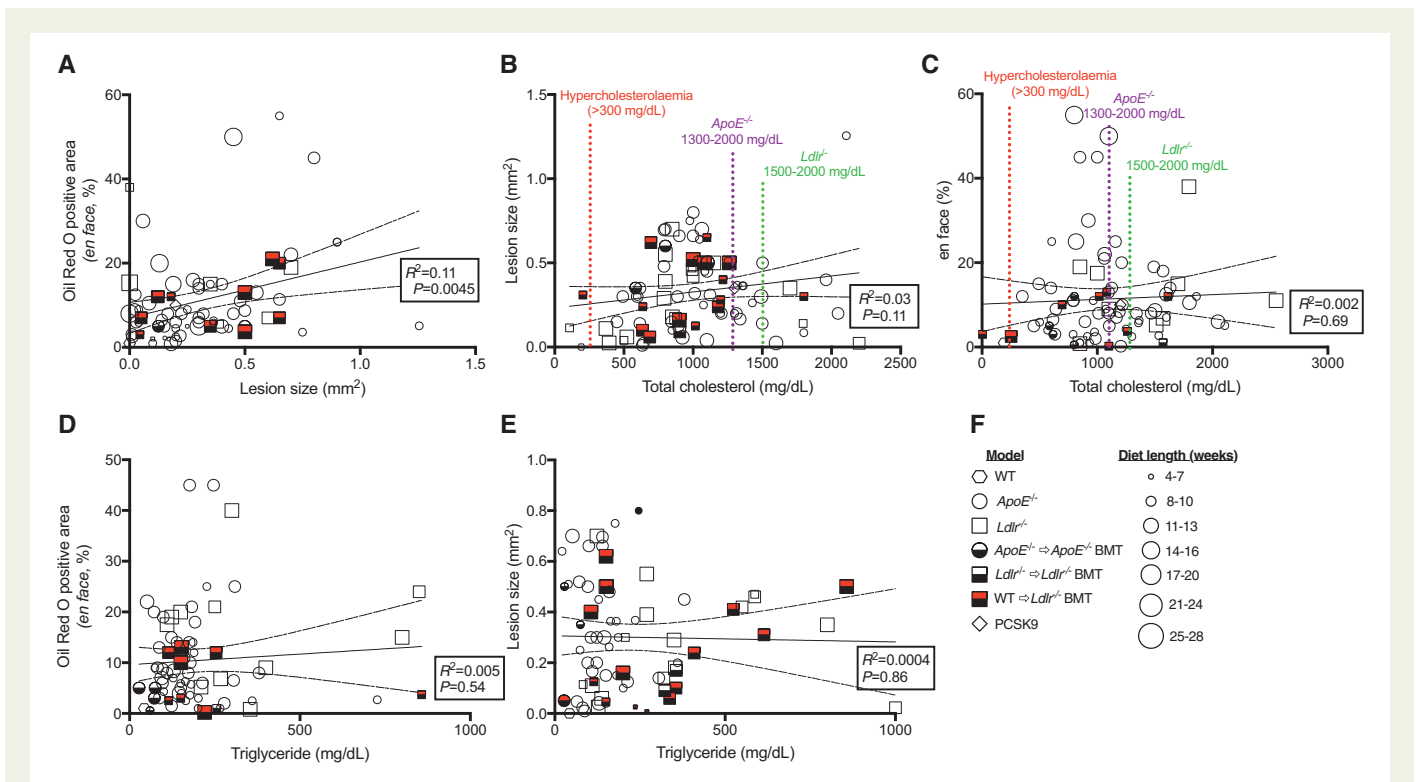 A
60
40
20
0
0.0
0.5
1.0
1.5
Oil Red O positive area
(en face, %)
Lesion size (mm²)
R²=0.11
P=0.0045
B
Hypercholesterolaemia
(>300 mg/dL)
ApoE-/-
1300-2000 mg/dL
Ldlr/-
1500-2000 mg/dL
1.5
1.0
0.5
0.0
0
500
1000
1500
2000
2500
Lesion size (mm²)
Total cholesterol (mg/dL)
R²=0.03
P=0.11
C
Hypercholesterolaemia
(>300 mg/dL)
ApoE-/-
1300-2000 mg/dL
Ldlr-/-
1500-2000 mg/dL
60
40
20
0
0
1000
2000
3000
en face (%)
Total cholesterol (mg/dL)
R²=0.002
P=0.69
D
50
40
30
20
10
0
0
500
1000
Oil Red O positive area
(en face, %)
Triglyceride (mg/dL)
R²=0.005
P=0.54
E
1.0
0.8
0.6
0.4
0.2
0.0
0
500
1000
Lesion size (mm²)
Triglyceride (mg/dL)
R²=0.0004
P=0.86
F
Model
WT
ApoE-/-
Ldlr-/-
ApoE-/- ⇨ ApoE-/- BMT
Ldlr-/- ⇨ Ldlr-/- BMT
WT ⇨ Ldlr-/- BMT
PCSK9
Diet length (weeks)
4-7
8-10
11-13
14-16
17-20
21-24
25-28